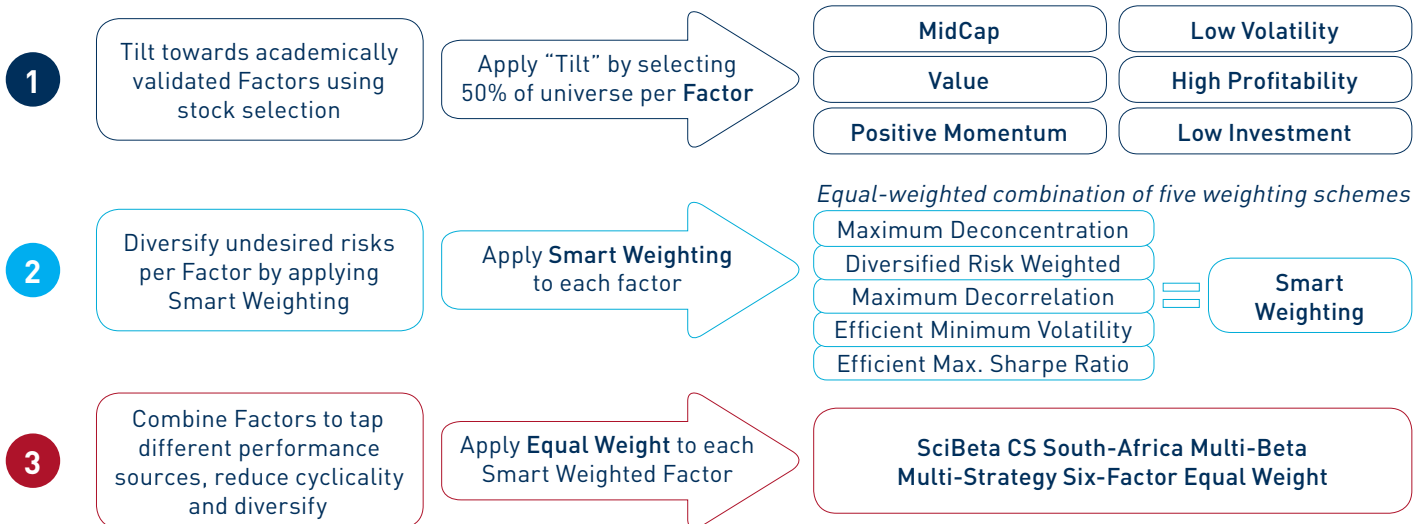 1
Tilt towards academically
validated Factors using
stock selection
Apply “Tilt” by selecting
50% of universe per Factor
MidCap
Low Volatility
Value
High Profitability
Positive Momentum
Low Investment
2
Diversify undesired risks
per Factor by applying
Smart Weighting
Apply Smart Weighting
to each factor
Equal-weighted combination of five weighting schemes
Maximum Deconcentration
Diversified Risk Weighted
Maximum Decorrelation
Efficient Minimum Volatility
Efficient Max. Sharpe Ratio
Smart
Weighting
3
Combine Factors to tap
different performance
sources, reduce cyclicality
and diversify
Apply Equal Weight to each
Smart Weighted Factor
SciBeta CS South-Africa Multi-Beta
Multi-Strategy Six-Factor Equal Weight